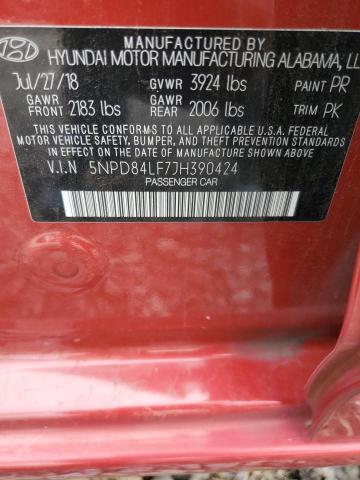 MANUFACTURED BY
HYUNDAI MOTOR MANUFACTURING ALABAMA, LL
Jul/27/18 GVWR 3924 lbs PAINT PR
GAWR FRONT 2183 lbs GAWR REAR 2006 lbs TRIM PK
THIS VEHICLE CONFORMS TO ALL APPLICABLE U.S.A. FEDERAL
MOTOR VEHICLE SAFETY, BUMPER, AND THEFT PREVENTION STANDARDS
IN EFFECT ON THE DATE OF MANUFACTURE SHOWN ABOVE.
V.I.N 5NPD84LF7JH390424
PASSENGER CAR